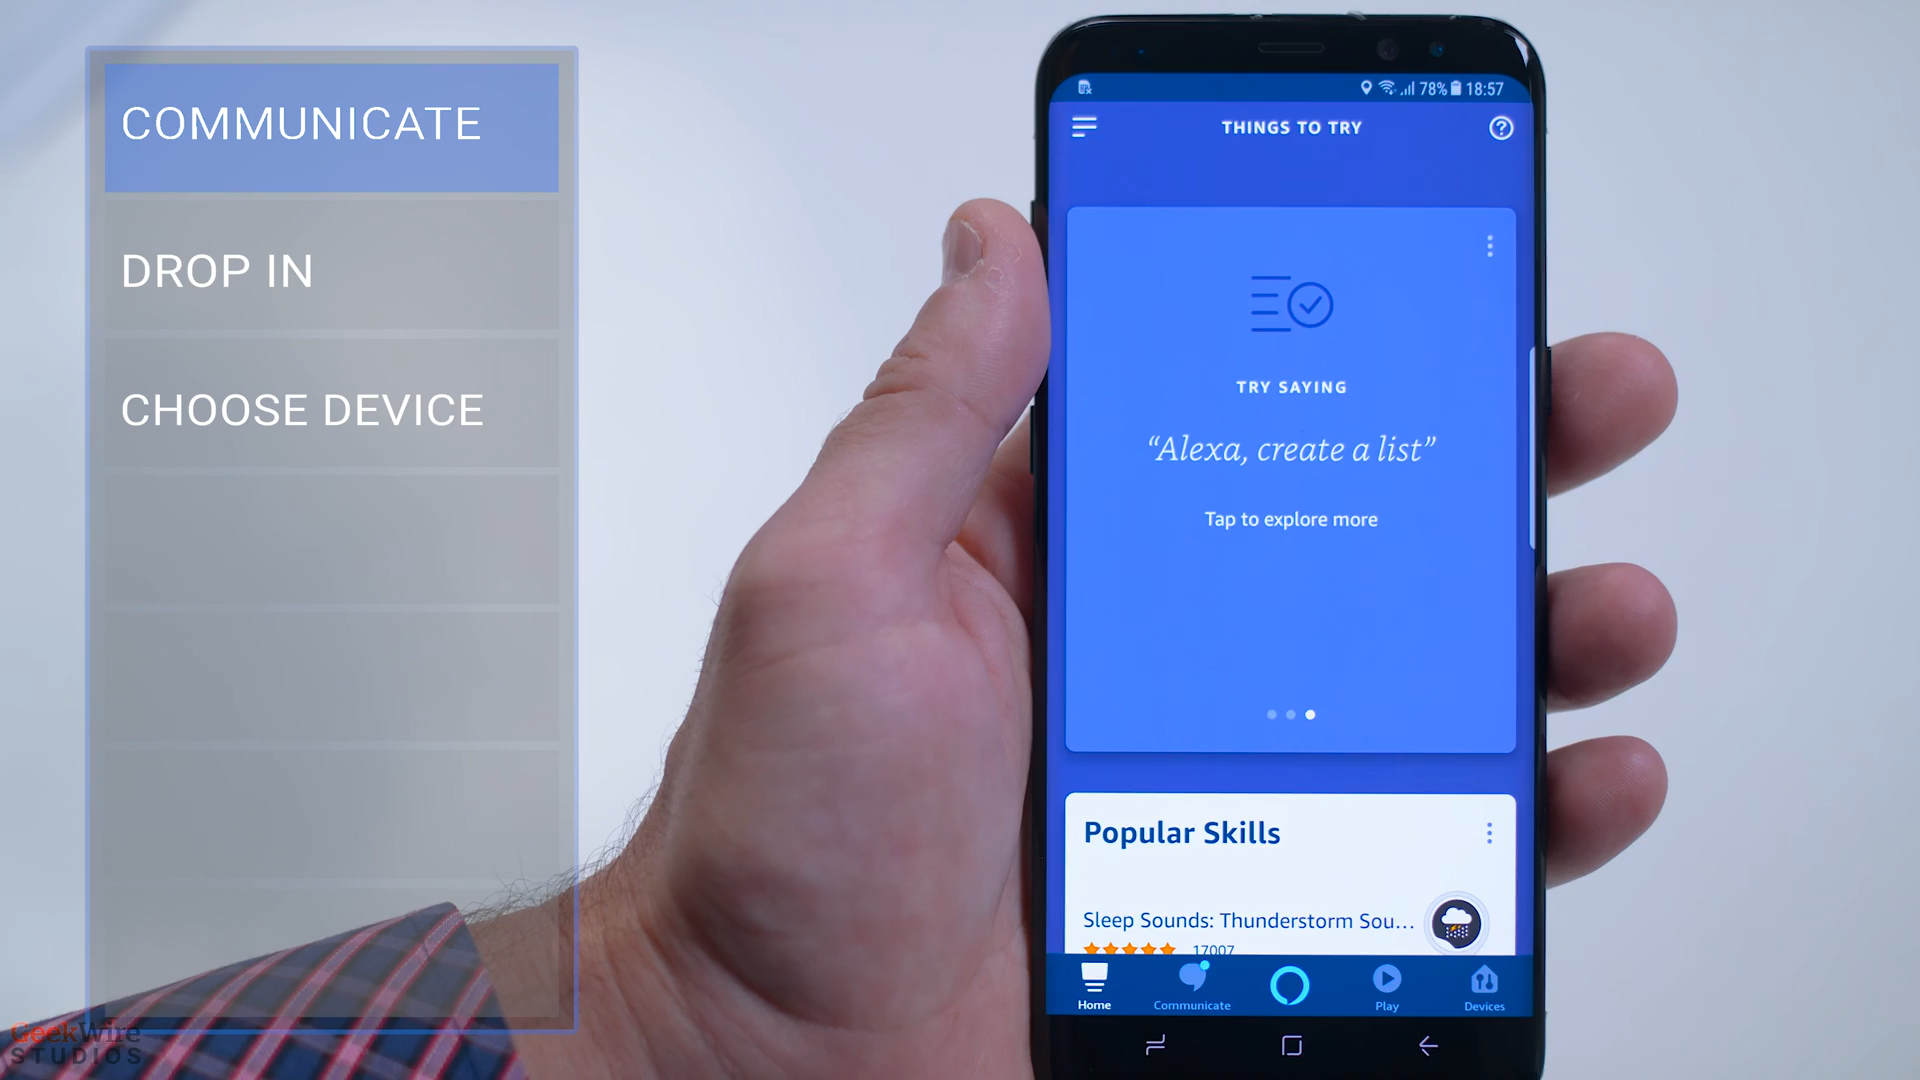 COMMUNICATE
DROP IN
CHOOSE DEVICE
78% 18:57
THINGS TO TRY
TRY SAYING
“Alexa, create a list”
Tap to explore more
Popular Skills
Sleep Sounds: Thunderstorm Sou...
17007
Home
Communicate
Play
Devices
GeekWire
STUDIOS